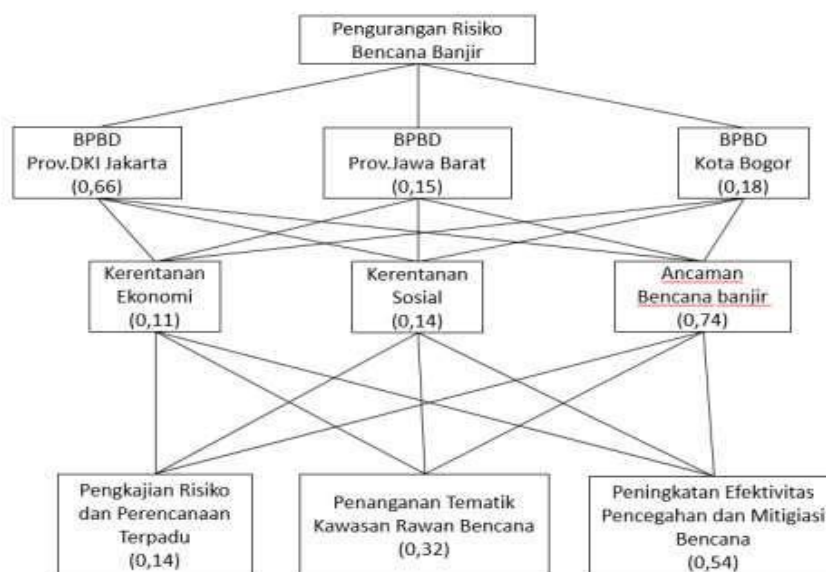 Pengurangan Risiko
Bencana Banjir
BPBD
Prov.DKI Jakarta
(0,66)
BPBD
Prov.Jawa Barat
(0,15)
BPBD
Kota Bogor
(0,18)
Kerentanan
Ekonomi
(0,11)
Kerentanan
Sosial
(0,14)
Ancaman
Bencana banjir
(0,74)
Pengkajian Risiko
dan Perencanaan
Terpadu
(0,14)
Penanganan Tematik
Kawasan Rawan Bencana
(0,32)
Peningkatan Efektivitas
Pencegahan dan Mitigiasi
Bencana
(0,54)